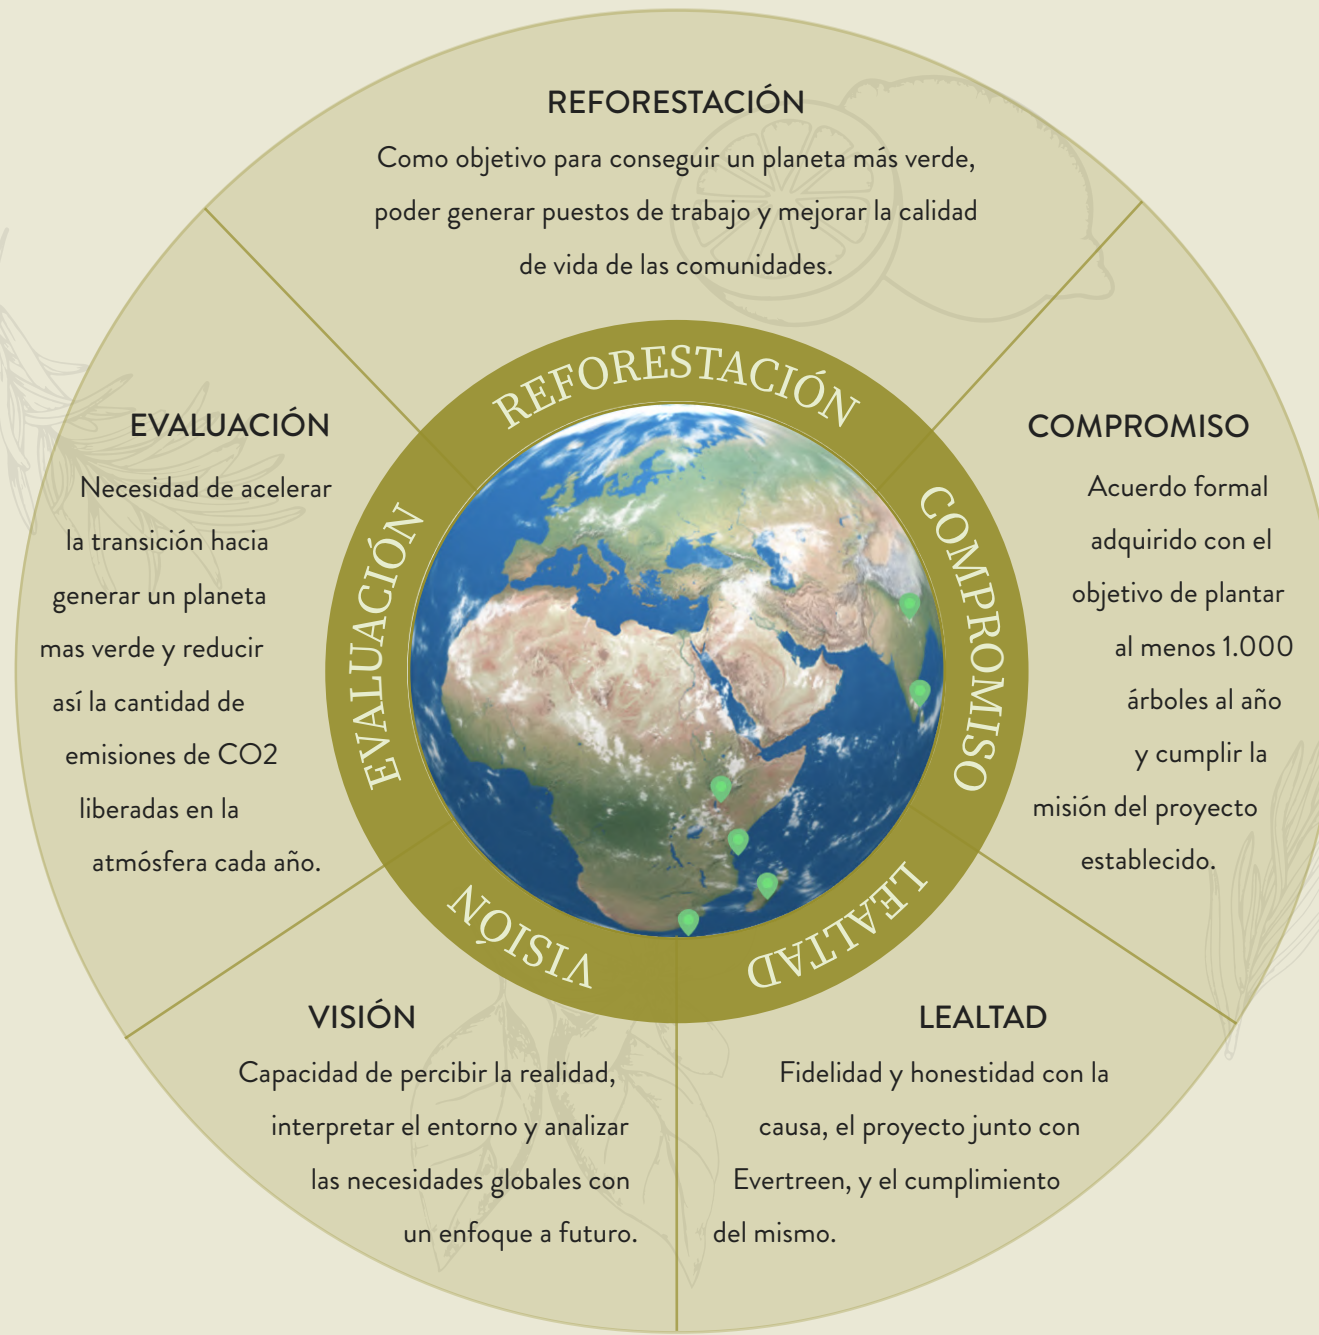 REFORESTACIÓN
Como objetivo para conseguir un planeta más verde,
poder generar puestos de trabajo y mejorar la calidad
de vida de las comunidades.
EVALUACIÓN
Necesidad de acelerar
la transición hacia
generar un planeta
mas verde y reducir
así la cantidad de
emisiones de CO2
liberadas en la
atmósfera cada año.
REFORESTACIÓN
COMPROMISO
LEALTAD
VISIÓN
EVALUACIÓN
COMPROMISO
Acuerdo formal
adquirido con el
objetivo de plantar
al menos 1.000
árboles al año
y cumplir la
misión del proyecto
establecido.
VISIÓN
Capacidad de percibir la realidad,
interpretar el entorno y analizar
las necesidades globales con
un enfoque a futuro.
LEALTAD
Fidelidad y honestidad con la
causa, el proyecto junto con
Evertreen, y el cumplimiento
del mismo.